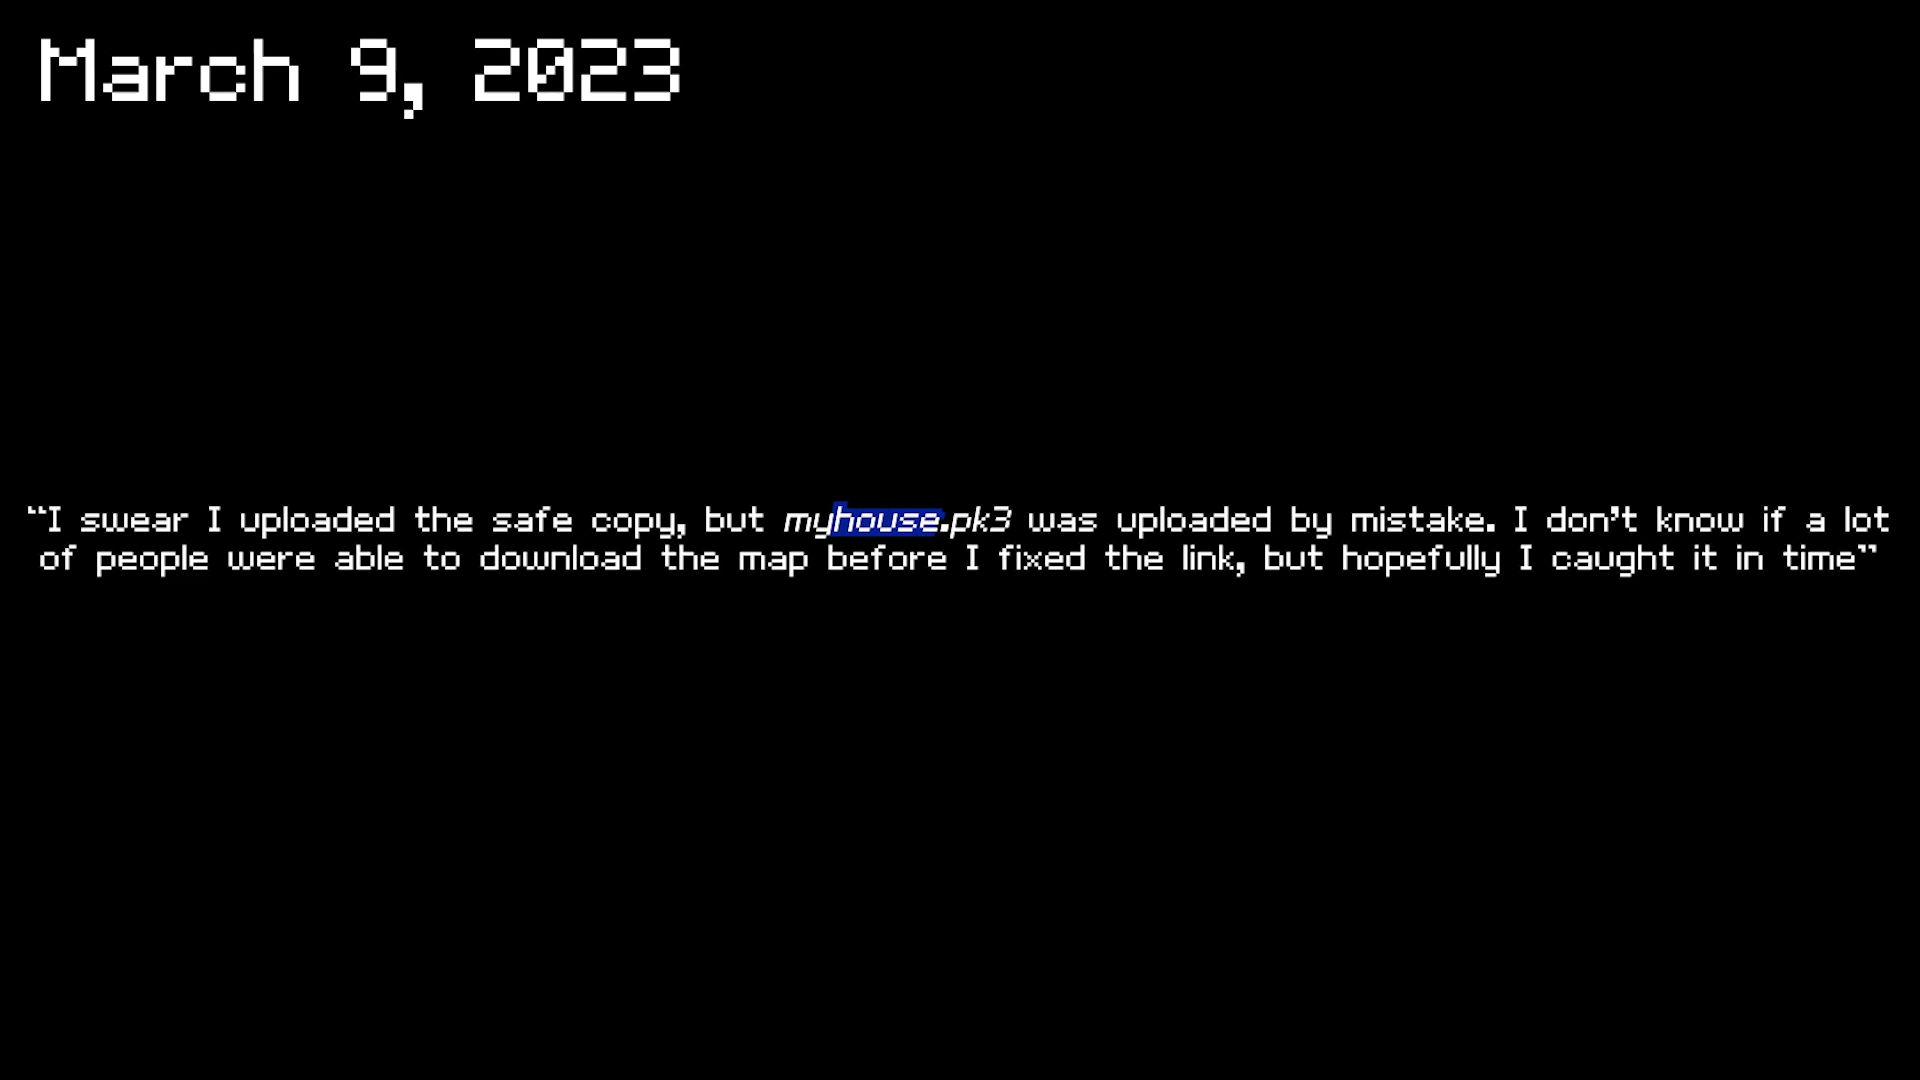 March 9, 2023
“I swear I uploaded the safe copy, but myhouse.pk3 was uploaded by mistake. I don’t know if a lot
of people were able to download the map before I fixed the link, but hopefully I caught it in time”